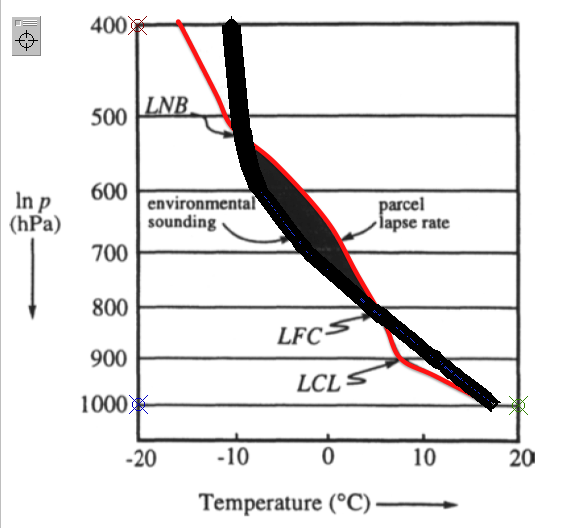 400
LNB
500
ln p
(hPa)
600
environmental
sounding
parcel
lapse rate
700
800
LFC
900
LCL
1000
-20 -10 0 10 20
Temperature (°C)